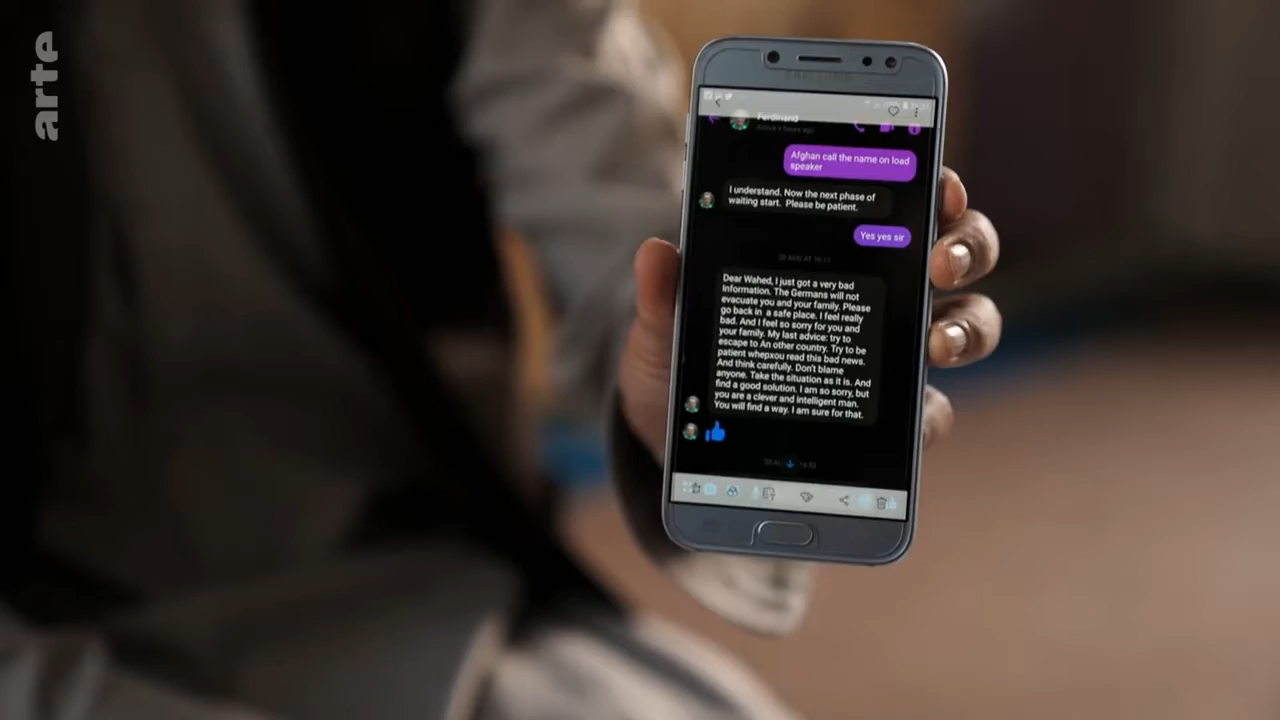 arte
SAMSUNG
Ferdinand
Active 4 hours ago
Afghan call the name on load
speaker
I understand. Now the next phase of
waiting start. Please be patient.
Yes yes sir
Dear Wahed, I just got a very bad
Information. The Germans will not
evacuate you and your family. Please
go back in a safe place. I feel really
bad. And I feel so sorry for you and
your family. My last advice: try to
escape to An other country. Try to be
patient whepxou read this bad news.
And think carefully. Don't blame
anyone. Take the situation as it is. And
find a good solution. I am so sorry, but
you are a clever and intelligent man.
You will find a way. I am sure for that.